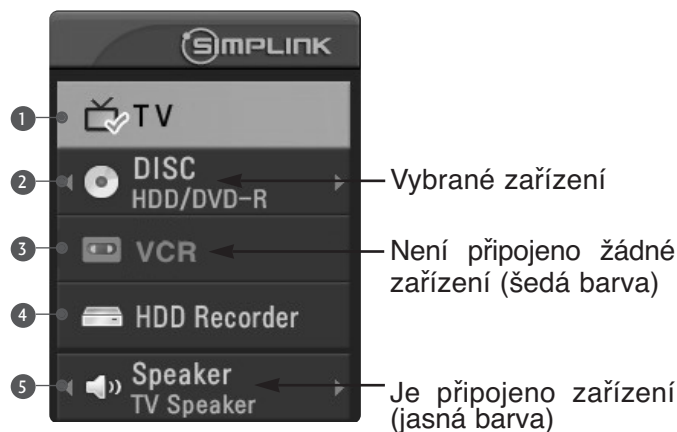 SIMPLINK
1 TV
2 DISC
HDD/DVD-R
Vybrané zařízení
3 VCR
Není připojeno žádné
zařízení (šedá barva)
4 HDD Recorder
5 Speaker
TV Speaker
Je připojeno zařízení
(jasná barva)